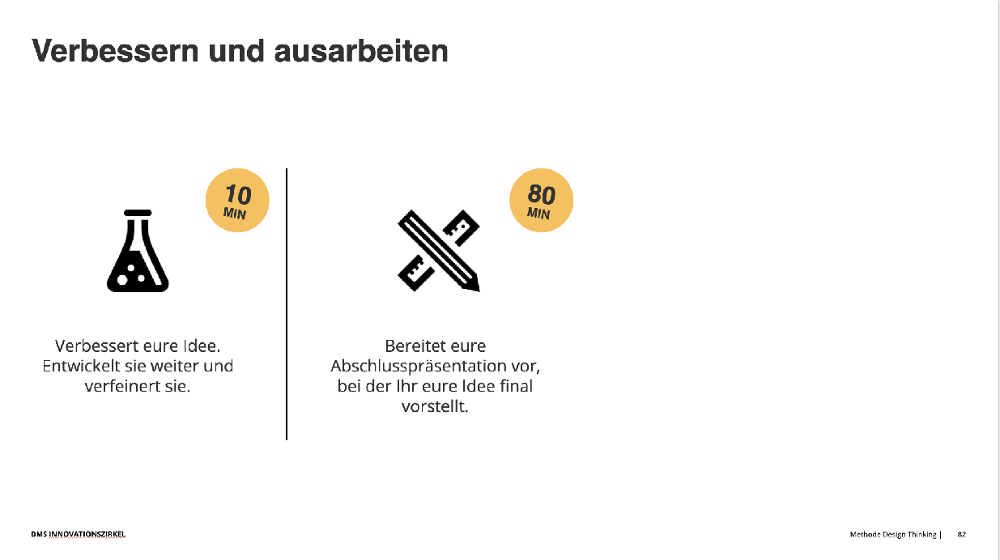 Verbessern und ausarbeiten
10
MIN
Verbessert eure Idee.
Entwickelt sie weiter und
verfeinert sie.
80
MIN
Bereitet eure
Abschlusspräsentation vor,
bei der Ihr eure Idee final
vorstellt.
DMS INNOVATIONSZIRKEL
Methode Design Thinking | 82